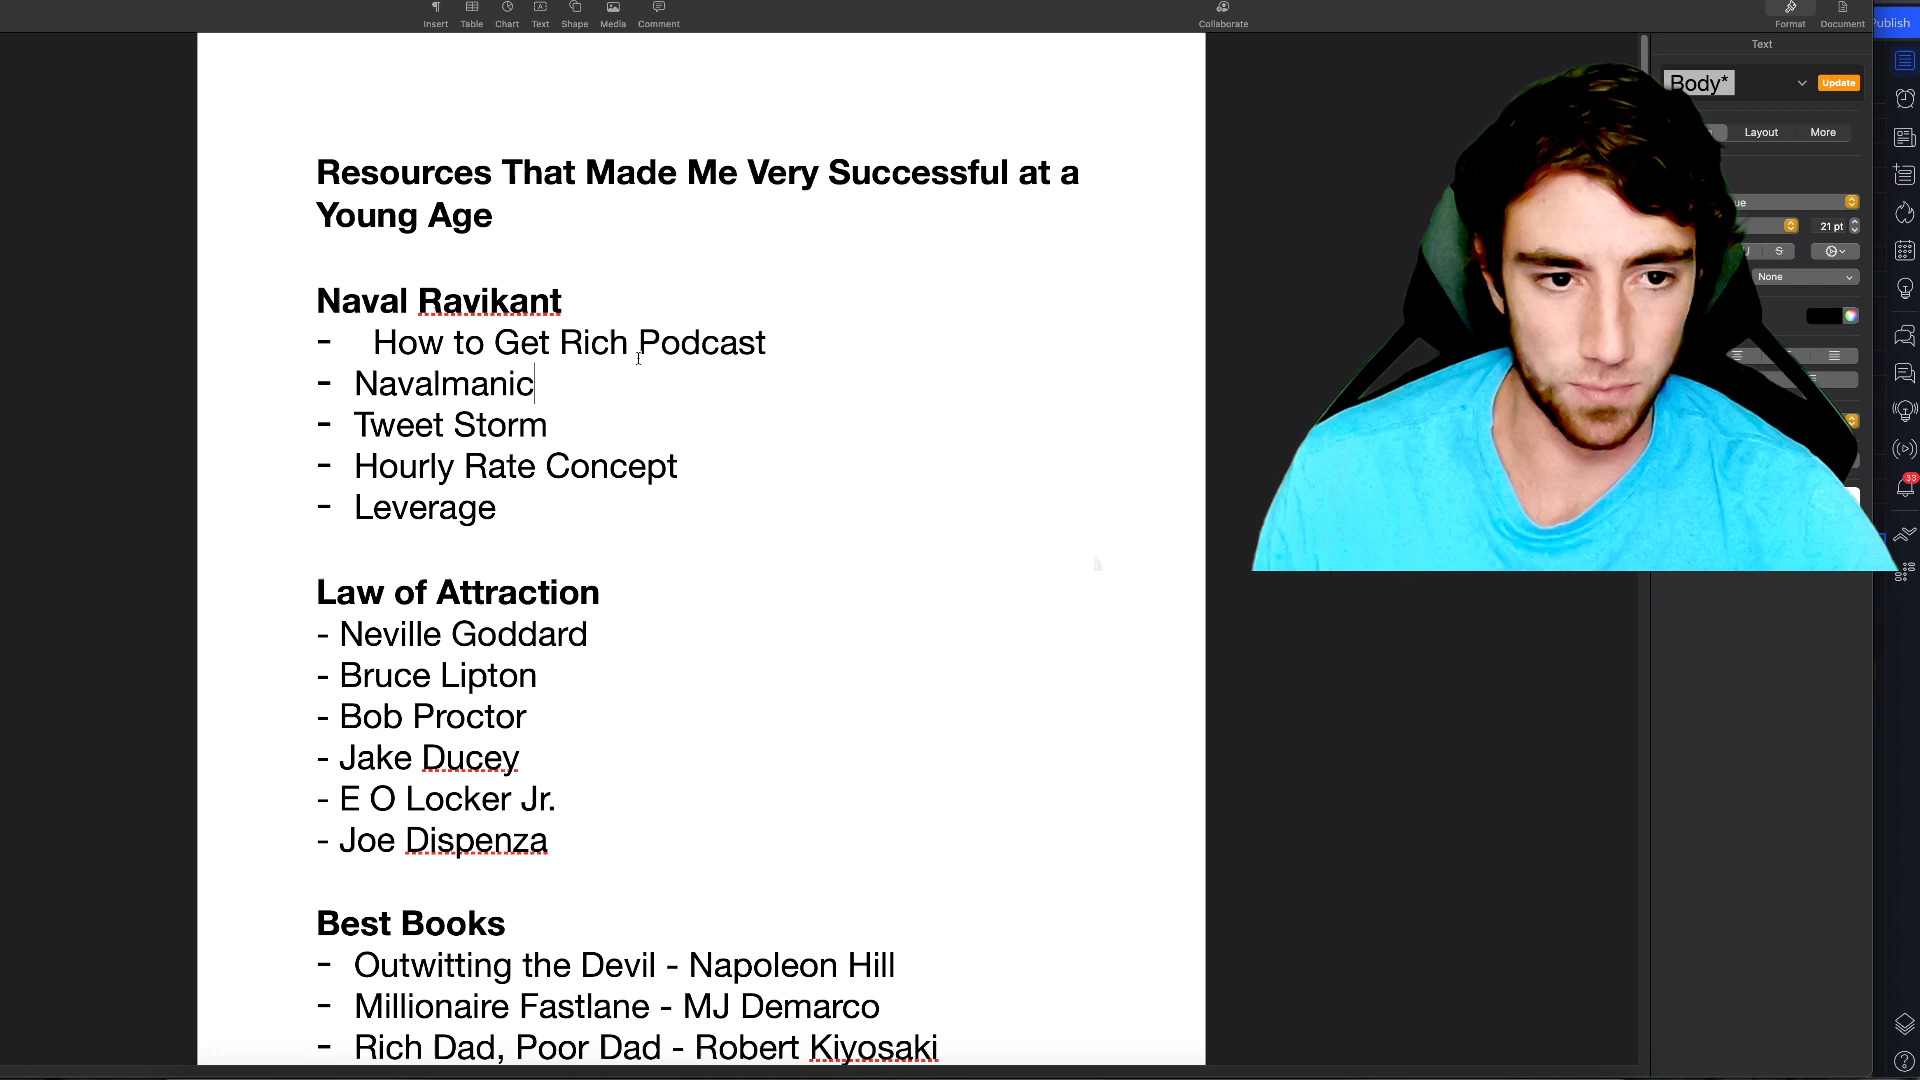 Insert
Table
Chart
Text
Shape
Media
Comment
Collaborate
Format
Document
Publish
Text
Body*
Update
Layout
More
21 pt
S
None
33
Resources That Made Me Very Successful at a
Young Age
Naval Ravikant
- How to Get Rich Podcast
- Navalmanic
- Tweet Storm
- Hourly Rate Concept
- Leverage
Law of Attraction
- Neville Goddard
- Bruce Lipton
- Bob Proctor
- Jake Ducey
- E O Locker Jr.
- Joe Dispenza
Best Books
- Outwitting the Devil - Napoleon Hill
- Millionaire Fastlane - MJ Demarco
- Rich Dad, Poor Dad - Robert Kiyosaki